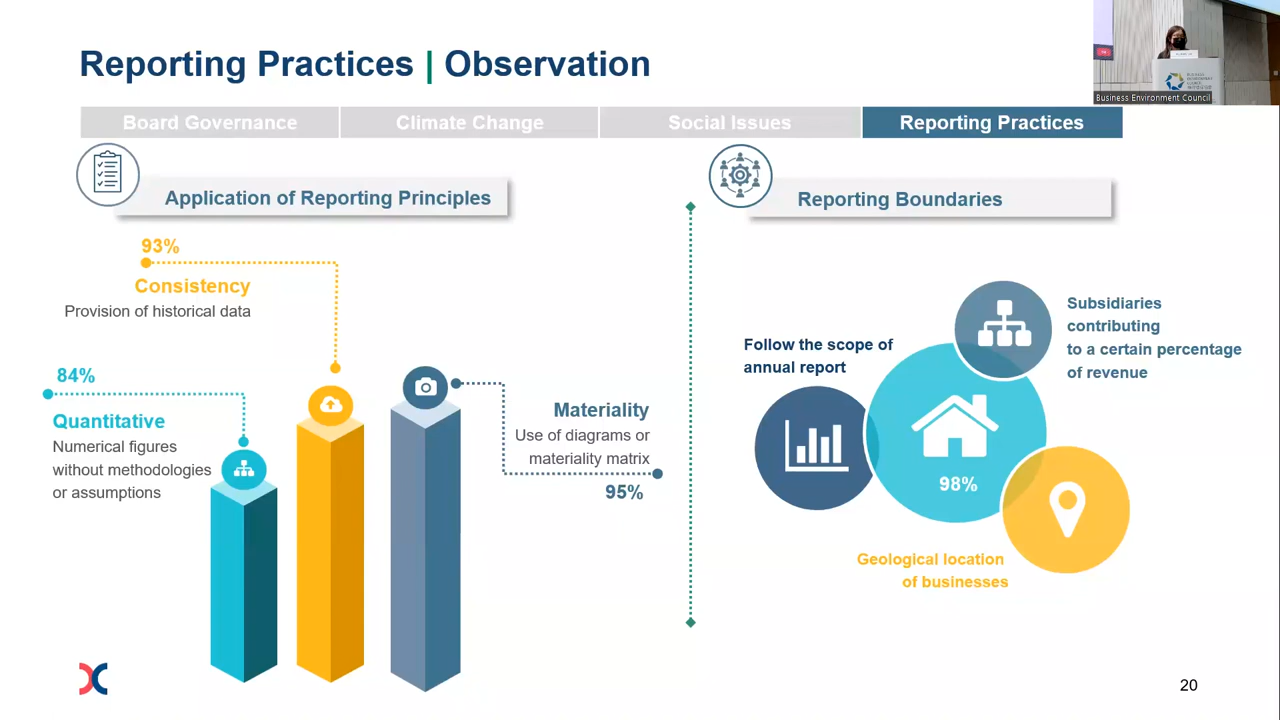 Reporting Practices | Observation
Business Environment Council
Board Governance
Climate Change
Social Issues
Reporting Practices
Application of Reporting Principles
93%
Consistency
Provision of historical data
84%
Quantitative
Numerical figures
without methodologies
or assumptions
Materiality
Use of diagrams or
materiality matrix
95%
Reporting Boundaries
Follow the scope of
annual report
98%
Subsidiaries
contributing
to a certain percentage
of revenue
Geological location
of businesses
20